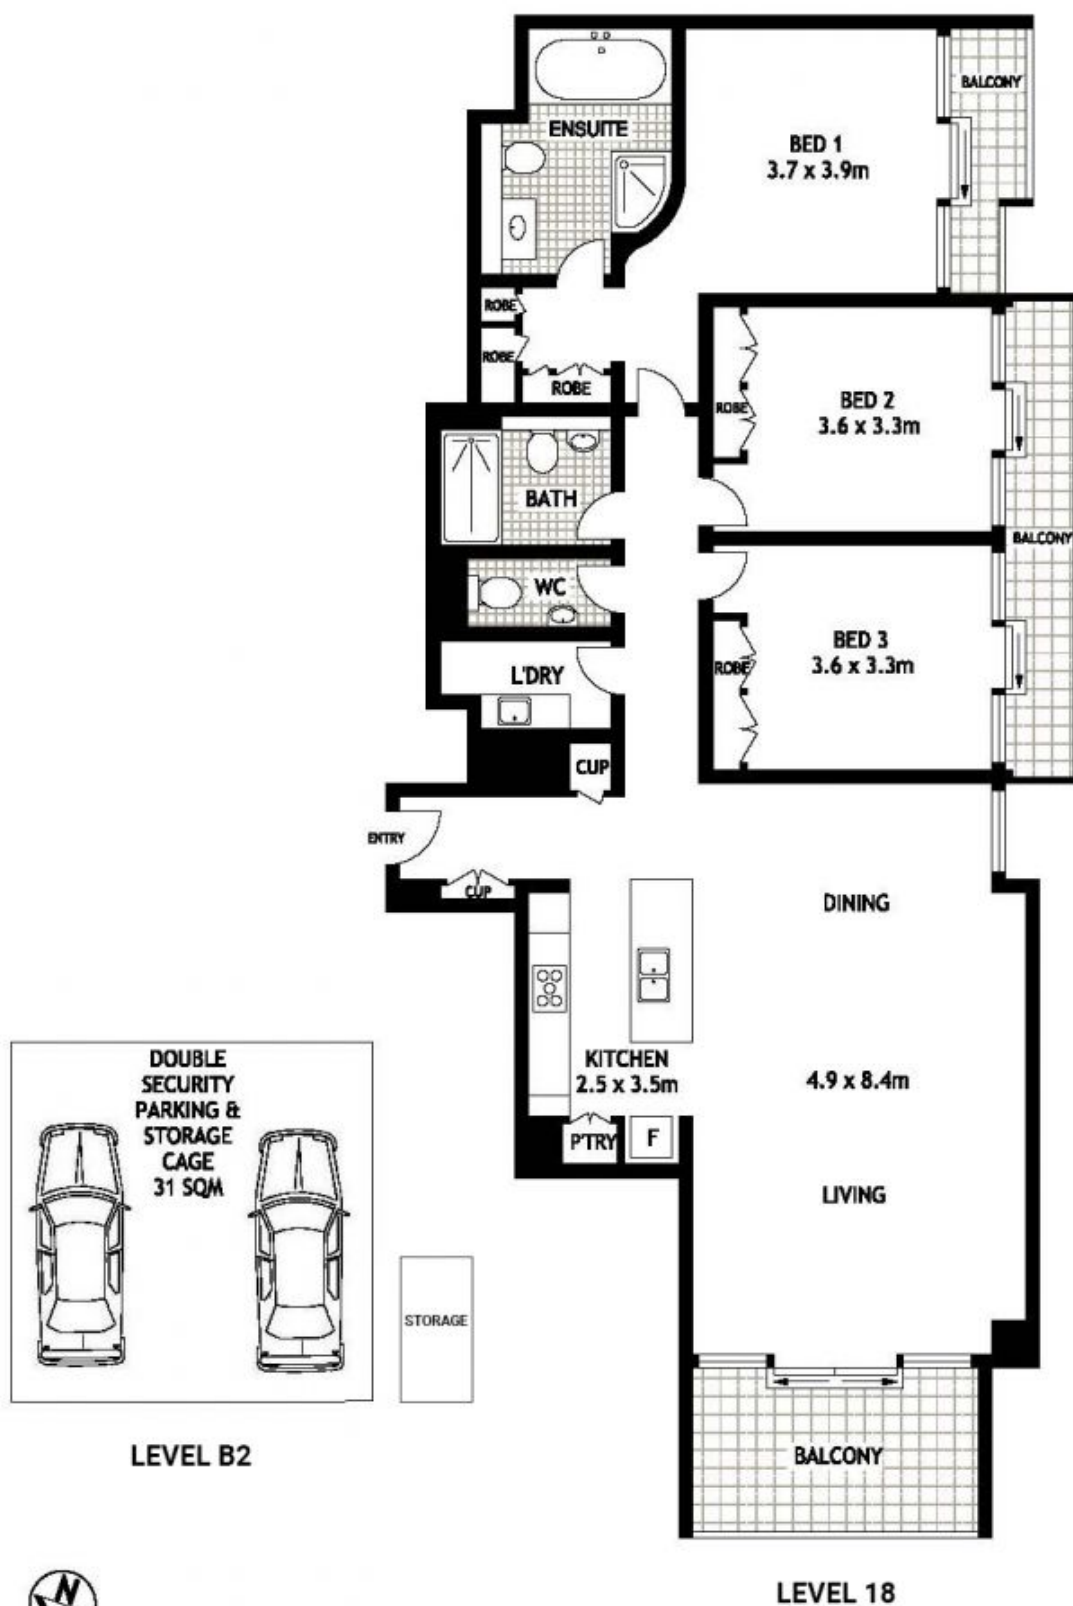 BALCONY
ENSUITE
BED 1
3.7 x 3.9m
ROBE
ROBE
ROBE
BED 2
3.6 x 3.3m
ROBE
BATH
BALCONY
WC
BED 3
3.6 x 3.3m
ROBE
L'DRY
CUP
ENTRY
CUP
DINING
KITCHEN
2.5 x 3.5m
4.9 x 8.4m
P'TRY
F
LIVING
DOUBLE
SECURITY
PARKING &
STORAGE
CAGE
31 SQM
STORAGE
LEVEL B2
BALCONY
N
LEVEL 18